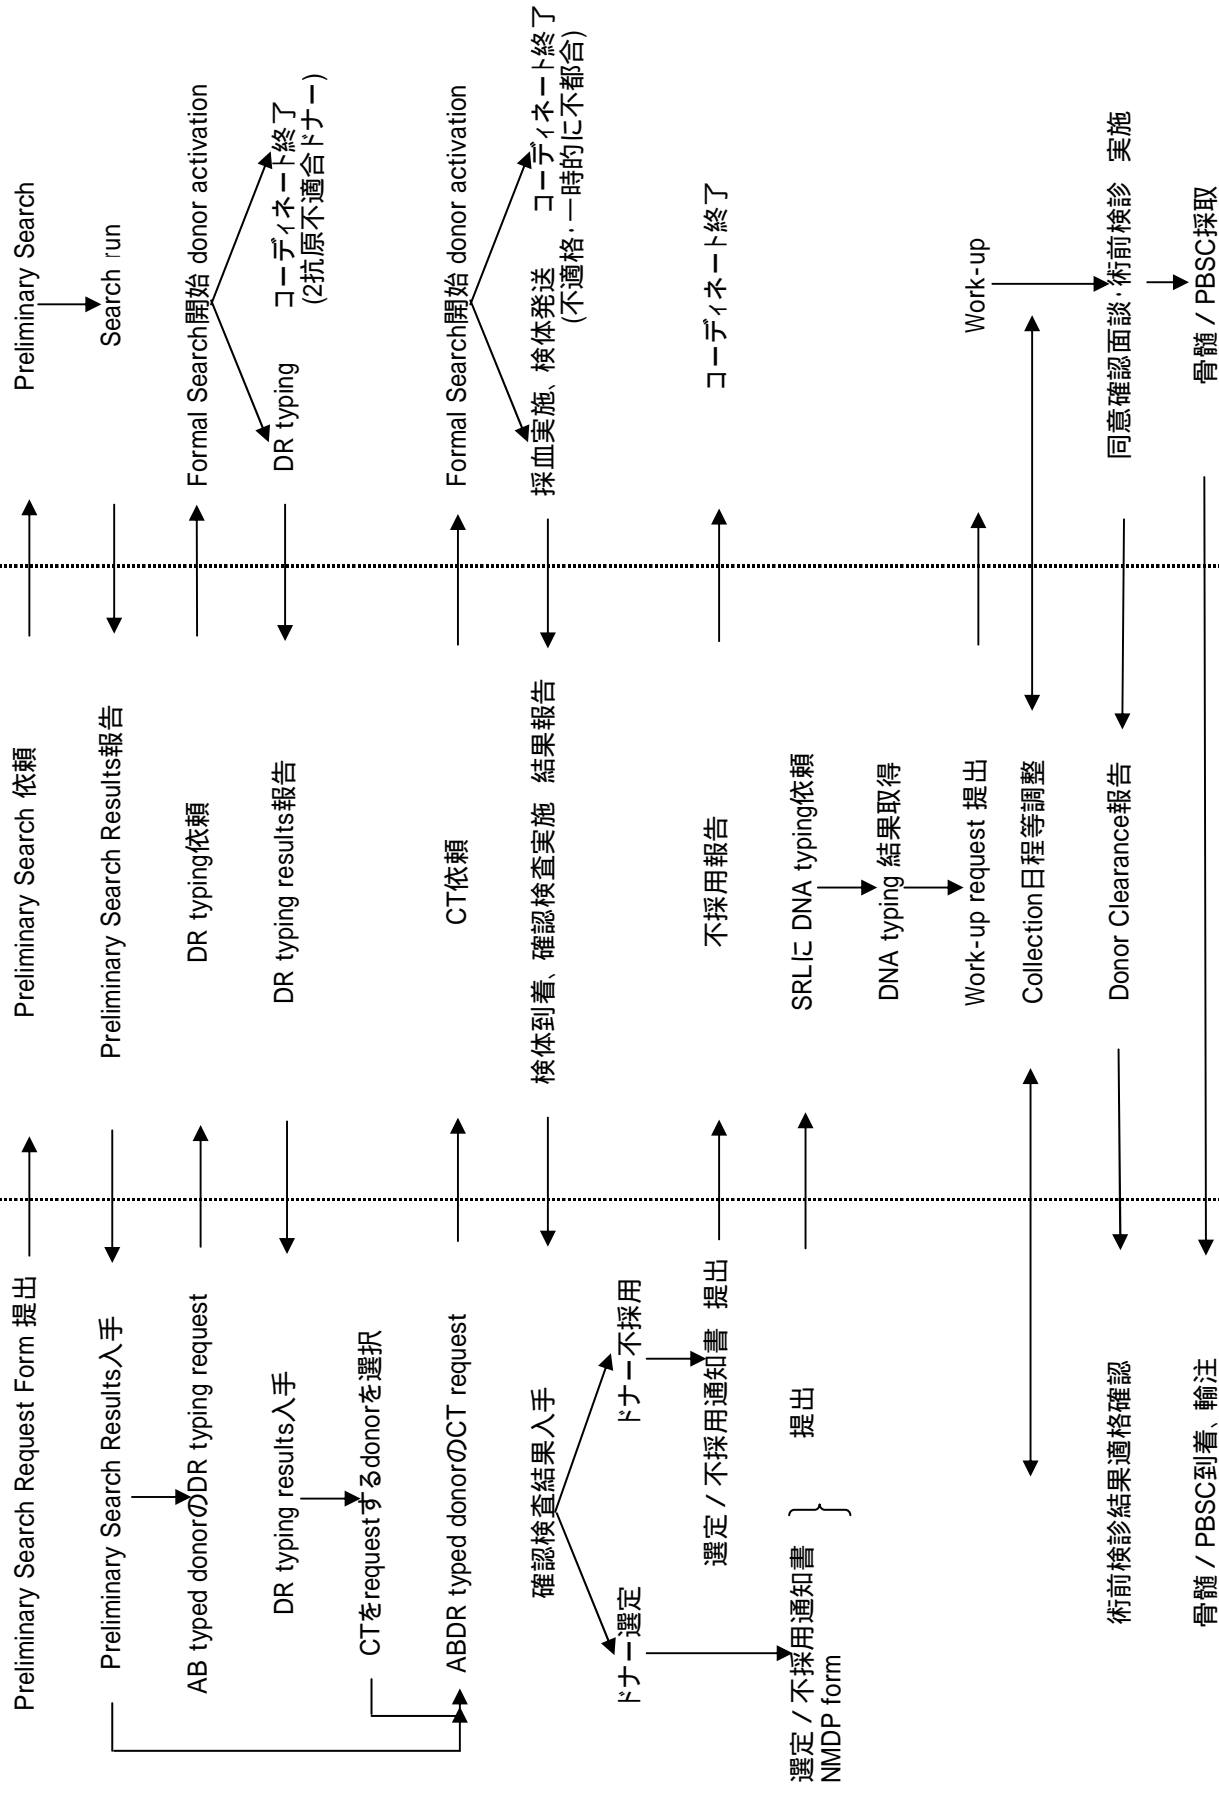 Preliminary Search Request Form 提出
Preliminary Search 依頼
Preliminary Search
Search run
Preliminary Search Results報告
Preliminary Search Results入手
AB typed donorのDR typing request
DR typing依頼
Formal Search開始 donor activation
DR typing
コーディネート終了
(2抗原不適合ドナー)
DR typing results報告
DR typing results入手
CTをrequestするdonorを選択
ABDR typed donorのCT request
CT依頼
Formal Search開始 donor activation
採血実施、検体発送
コーディネート終了
(不適格・一時的に不都合)
検体到着、確認検査実施 結果報告
確認検査結果入手
ドナー選定
ドナー不採用
選定 / 不採用通知書 提出
不採用報告
コーディネート終了
選定 / 不採用通知書
NMDP form
提出
SRLに DNA typing依頼
DNA typing 結果取得
Work-up request 提出
Work-up
Collection日程等調整
同意確認面談・術前検診 実施
Donor Clearance報告
術前検診結果適格確認
骨髄 / PBSC採取
骨髄 / PBSC到着、輸注